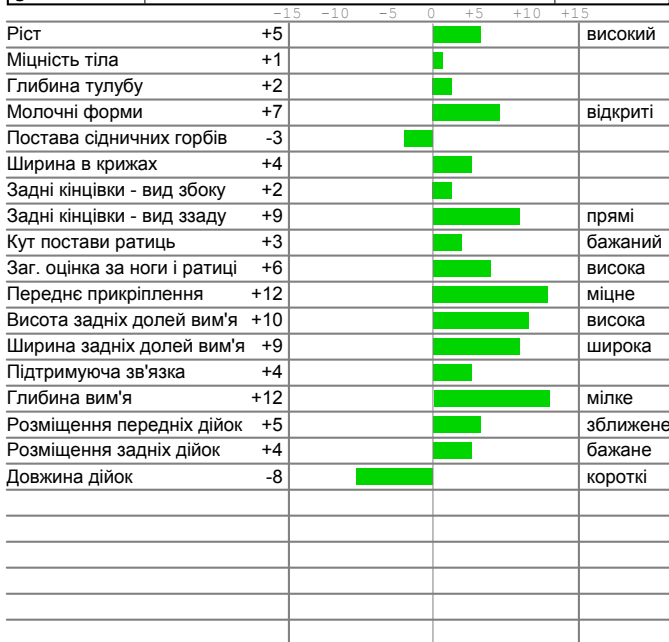 -15 -10 -5 0 +5 +10 +15
Ріст +5 високий
Міцність тіла +1
Глибина тулубу +2
Молочні форми +7 відкриті
Постава сідничних горбів -3
Ширина в крижах +4
Задні кінцівки - вид збоку +2
Задні кінцівки - вид ззаду +9 прямі
Кут постави ратиць +3 бажаний
Заг. оцінка за ноги і ратиці +6 висока
Переднє прикріплення +12 міцне
Висота задніх долей вим'я +10 висока
Ширина задніх долей вим'я +9 широка
Підтримуюча зв'язка +4
Глибина вим'я +12 мілке
Розміщення передніх дійок +5 зближене
Розміщення задніх дійок +4 бажане
Довжина дійок -8 короткі